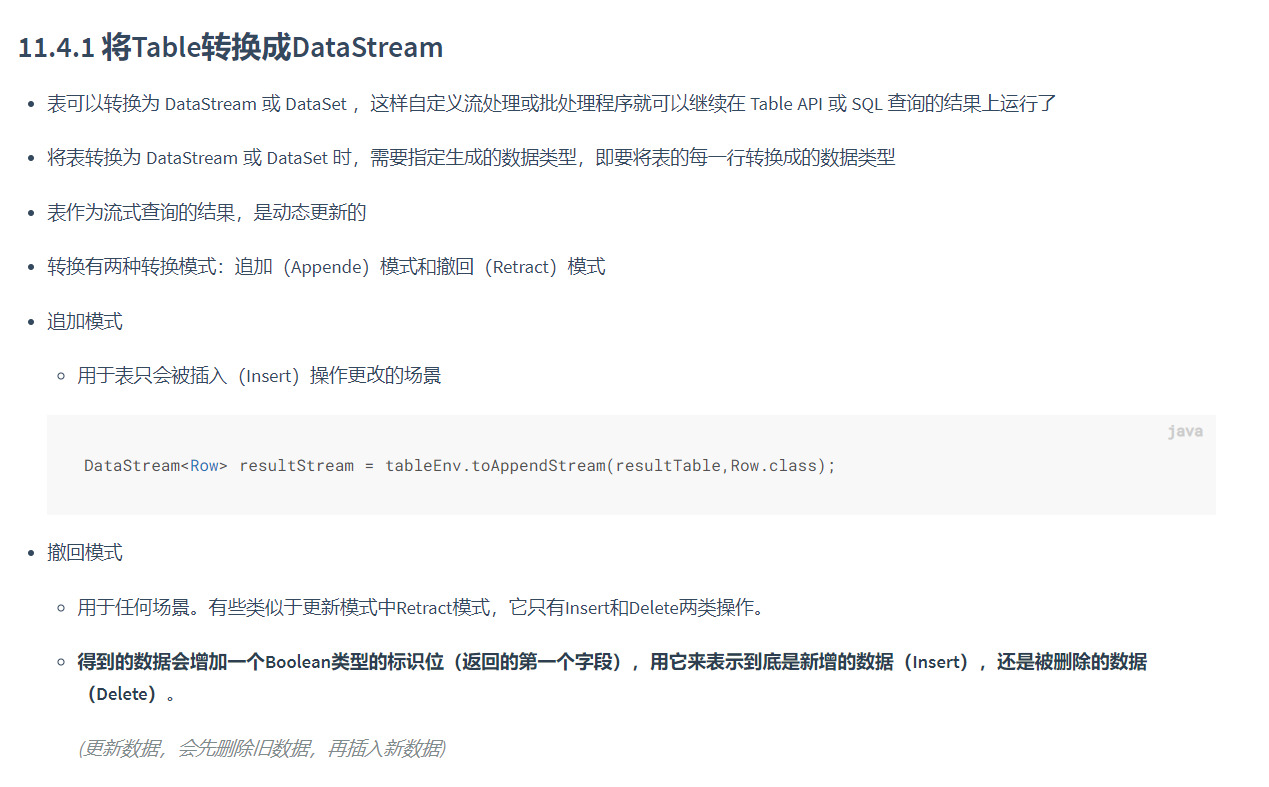 11.4.1 将Table转换成DataStream
表可以转换为 DataStream 或 DataSet ，这样自定义流处理或批处理程序就可以继续在 Table API 或 SQL 查询的结果上运行了
将表转换为 DataStream 或 DataSet 时，需要指定生成的数据类型，即要将表的每一行转换成的数据类型
表作为流式查询的结果，是动态更新的
转换有两种转换模式：追加（Appende）模式和撤回（Retract）模式
追加模式
用于表只会被插入（Insert）操作更改的场景
java
DataStream<Row> resultStream = tableEnv.toAppendStream(resultTable,Row.class);
撤回模式
用于任何场景。有些类似于更新模式中Retract模式，它只有Insert和Delete两类操作。
得到的数据会增加一个Boolean类型的标识位（返回的第一个字段），用它来表示到底是新增的数据（Insert），还是被删除的数据
（Delete）。
(更新数据，会先删除旧数据，再插入新数据)